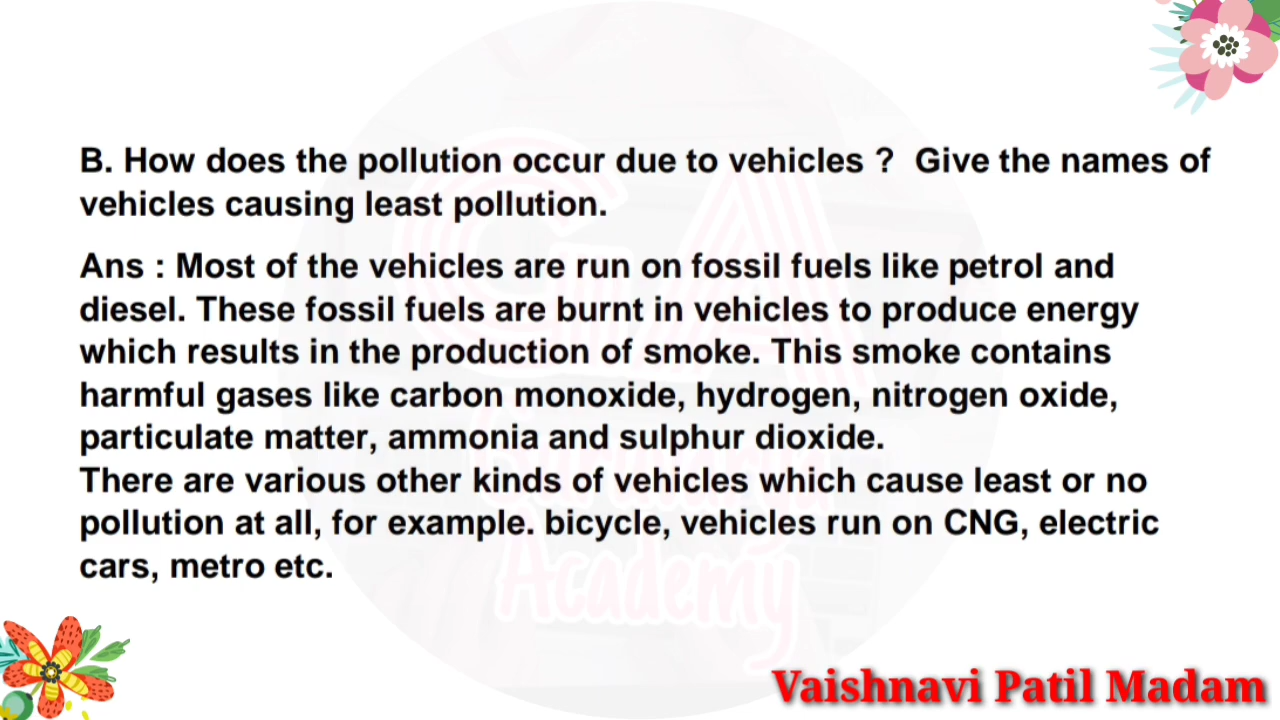 B. How does the pollution occur due to vehicles ? Give the names of
vehicles causing least pollution.
Ans : Most of the vehicles are run on fossil fuels like petrol and
diesel. These fossil fuels are burnt in vehicles to produce energy
which results in the production of smoke. This smoke contains
harmful gases like carbon monoxide, hydrogen, nitrogen oxide,
particulate matter, ammonia and sulphur dioxide.
There are various other kinds of vehicles which cause least or no
pollution at all, for example. bicycle, vehicles run on CNG, electric
cars, metro etc.
Academy
Vaishnavi Patil Madam